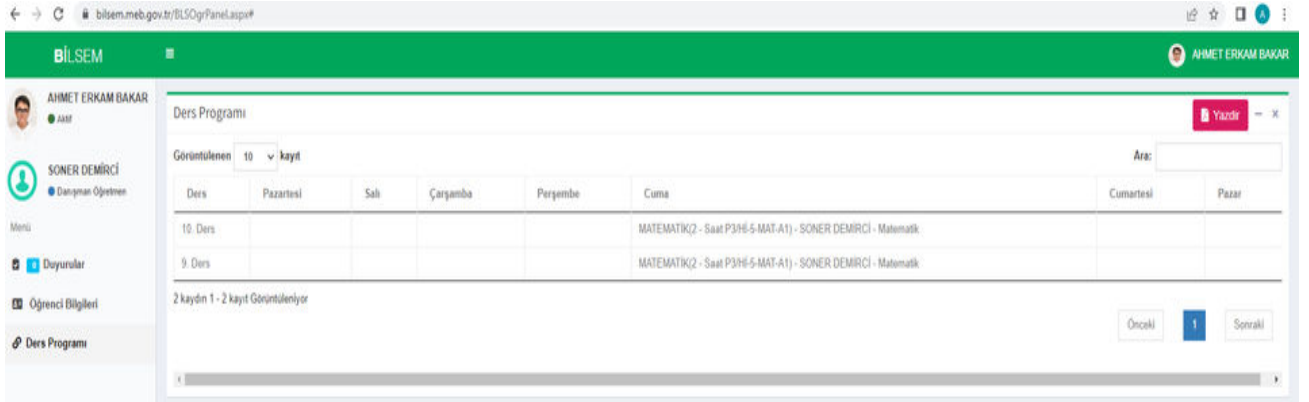 bilsem.meb.gov.tr/BLSOgrPanel.aspx#
A
BİLSEM
AHMET ERKAM BAKAR
AHMET ERKAM BAKAR
Aktif
Ders Programı
Yazdır
SONER DEMİRCİ
Danışman Öğretmen
Görüntülenen 10 kayıt
Ara:
Ders Pazartesi Salı Çarşamba Perşembe Cuma Cumartesi Pazar
Menü
10. Ders MATEMATİK(2 - Saat P3/Hİ-5-MAT-A1) - SONER DEMİRCİ - Matematik
Duyurular
9. Ders MATEMATİK(2 - Saat P3/Hİ-5-MAT-A1) - SONER DEMİRCİ - Matematik
Öğrenci Bilgileri
2 kaydın 1 - 2 kayıt Görüntüleniyor
Önceki 1 Sonraki
Ders Programı